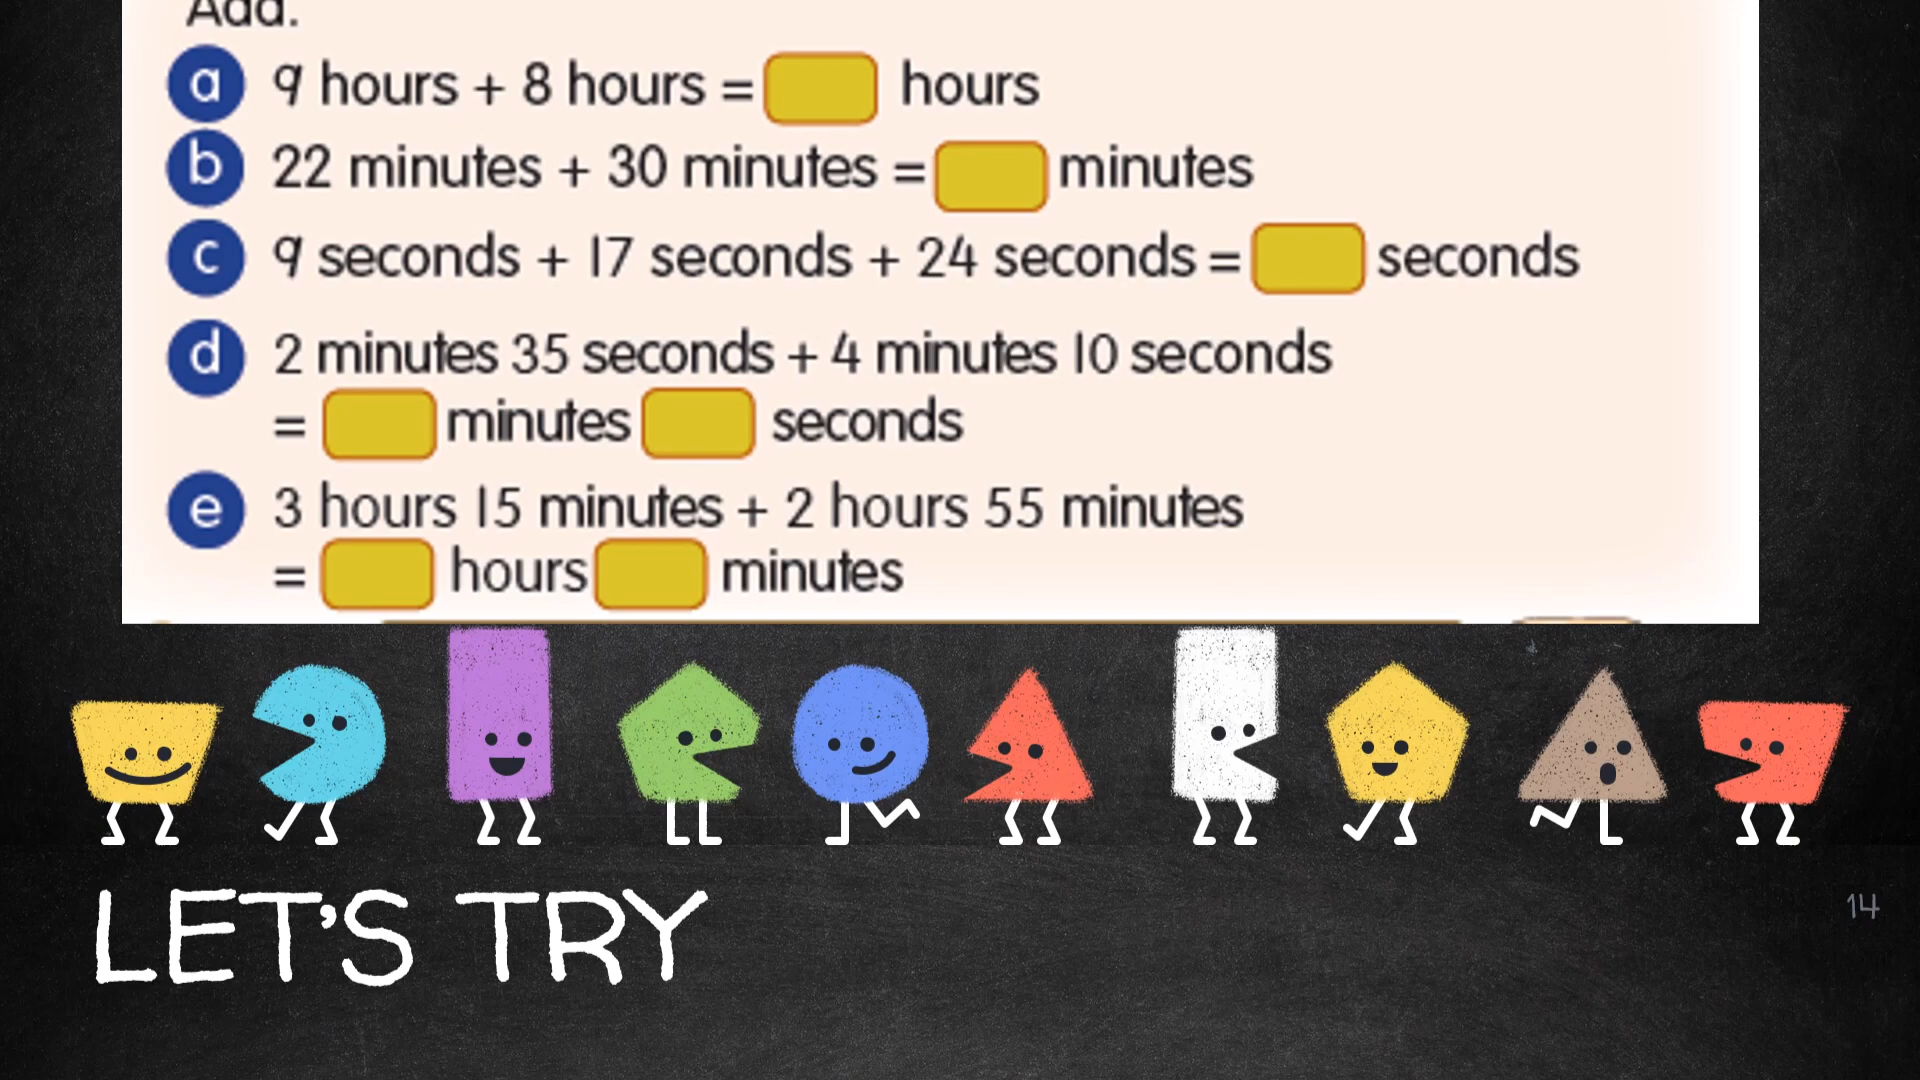 Add.
a 9 hours + 8 hours = hours
b 22 minutes + 30 minutes = minutes
c 9 seconds + 17 seconds + 24 seconds = seconds
d 2 minutes 35 seconds + 4 minutes 10 seconds
= minutes seconds
e 3 hours 15 minutes + 2 hours 55 minutes
= hours minutes
LET'S TRY
14